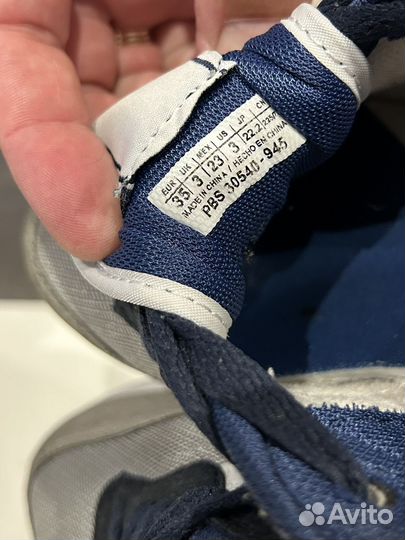 EUR UK MEX US JP CN
35 3 23 3 22.2 225/
MADE IN CHINA / HECHO EN CHINA
PBS 30540-945
Avito